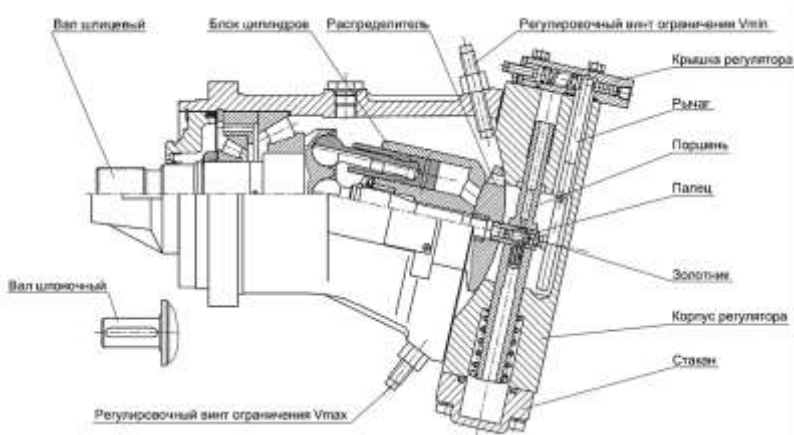 Вал шлицевый
Блок цилиндров
Распределитель
Регулировочный винт ограничения Vmin
Крышка регулятора
Рычаг
Поршень
Палец
Золотник
Вал шпоночный
Корпус регулятора
Стакан
Регулировочный винт ограничения Vmax